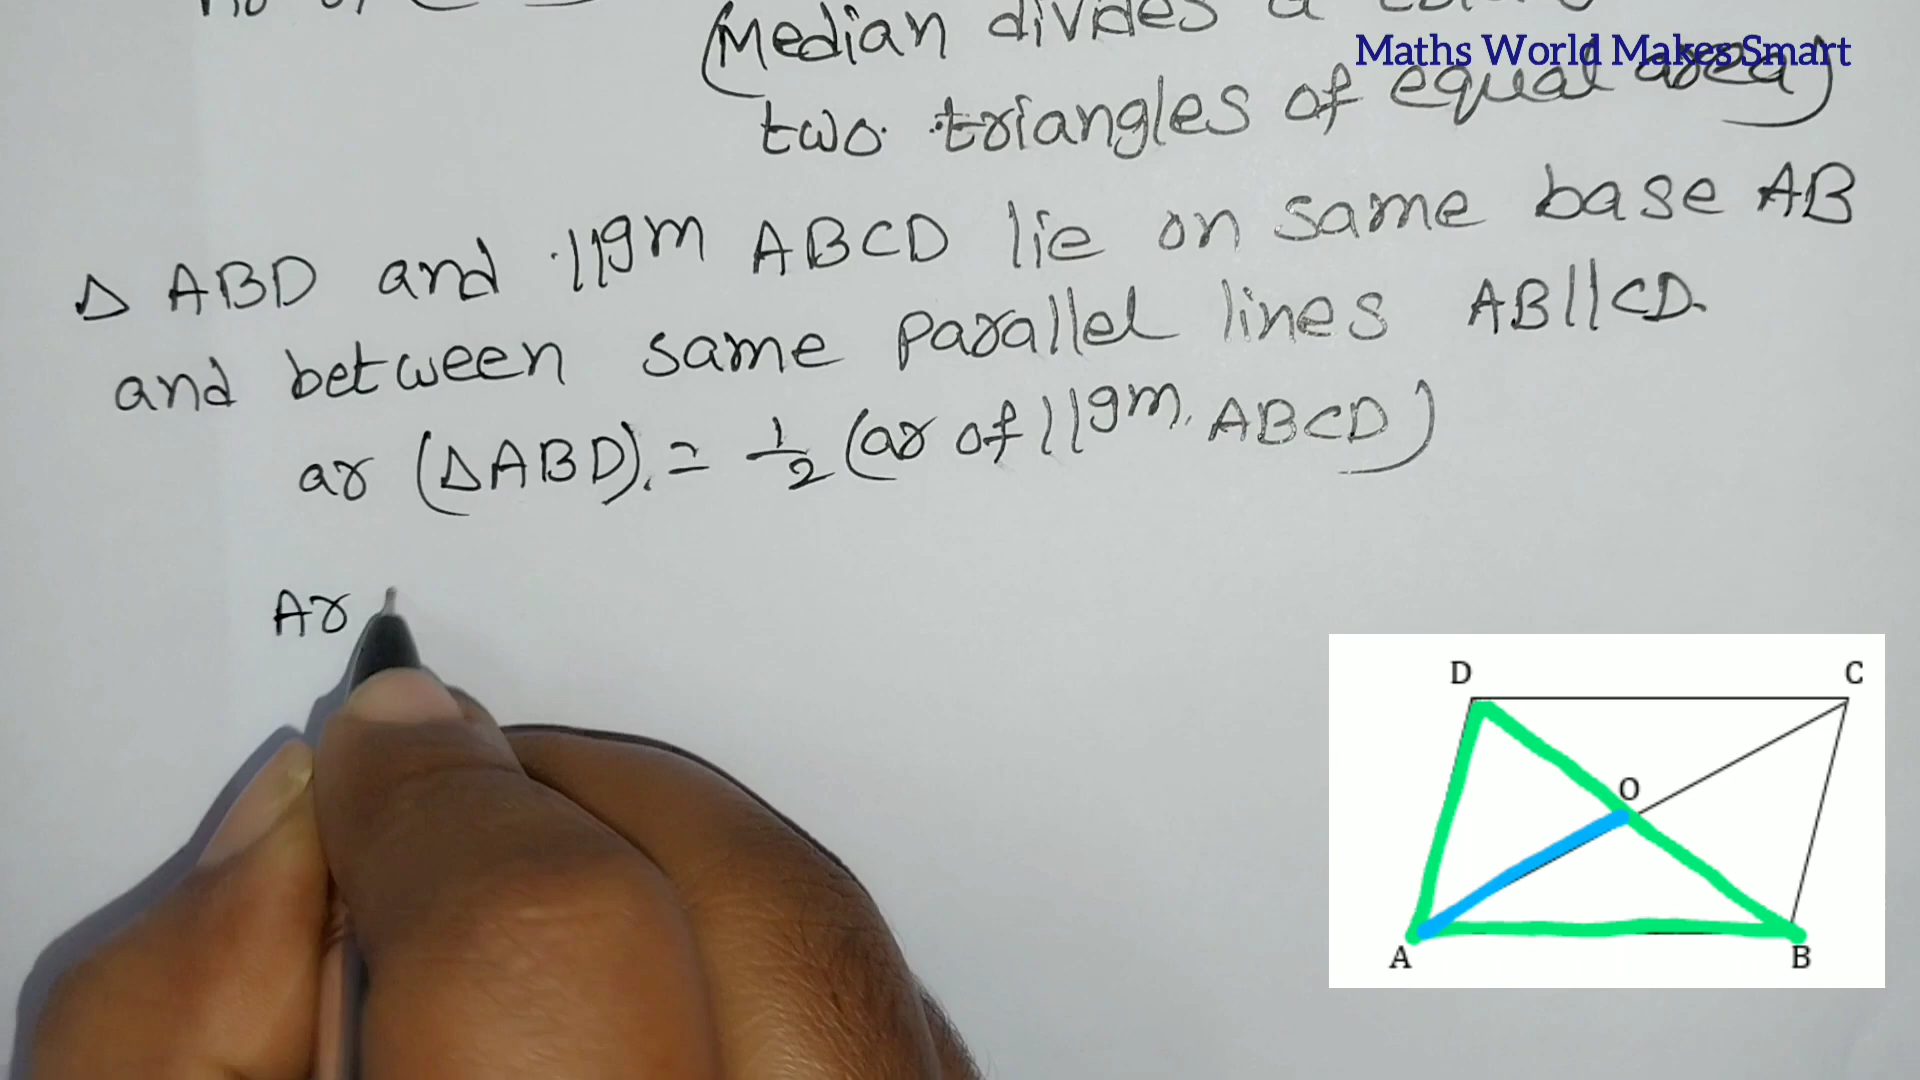 (Median divides a
Maths World Makes Smart
two triangles of equal area)
Δ ABD and ||gm ABCD lie on same base AB
and between same parallel lines AB||CD.
ar (ΔABD) = 1/2 (ar of ||gm ABCD)
Ar
D
C
O
A
B